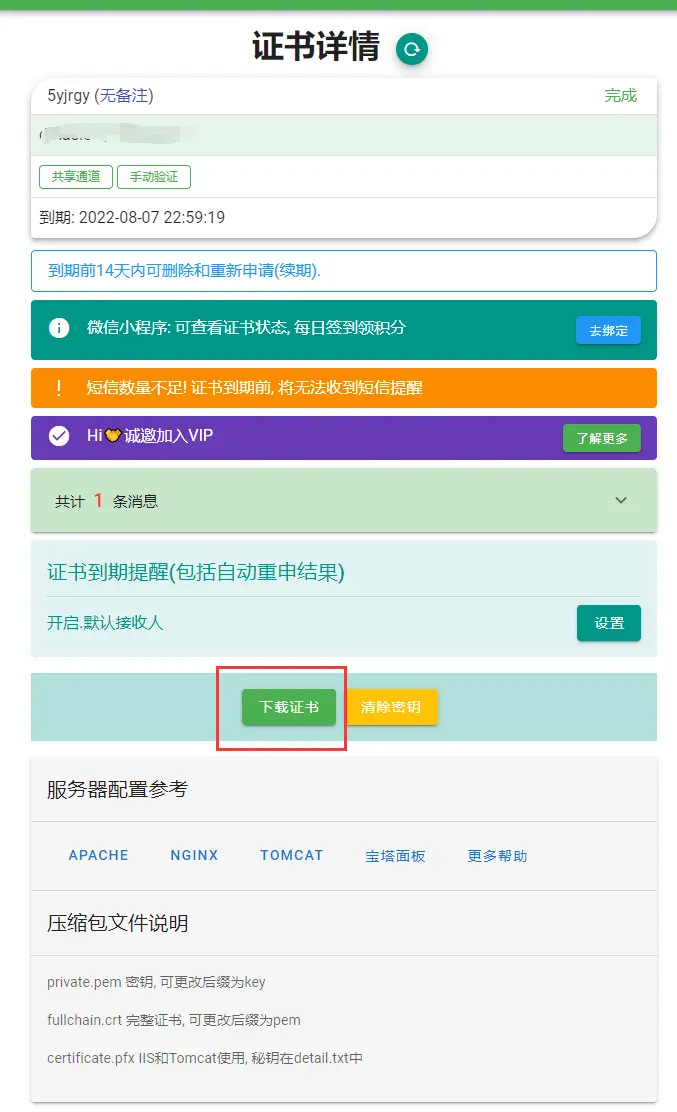 证书详情
5yjrgy (无备注) 完成
共享通道 手动验证
到期: 2022-08-07 22:59:19
到期前14天内可删除和重新申请(续期).
微信小程序: 可查看证书状态, 每日签到领积分 去绑定
短信数量不足! 证书到期前, 将无法收到短信提醒
Hi 诚邀加入VIP 了解更多
共计 1 条消息
证书到期提醒(包括自动重申结果)
开启.默认接收人 设置
下载证书 清除密钥
服务器配置参考
APACHE NGINX TOMCAT 宝塔面板 更多帮助
压缩包文件说明
private.pem 密钥, 可更改后缀为key
fullchain.crt 完整证书, 可更改后缀为pem
certificate.pfx IIS和Tomcat使用, 秘钥在detail.txt中